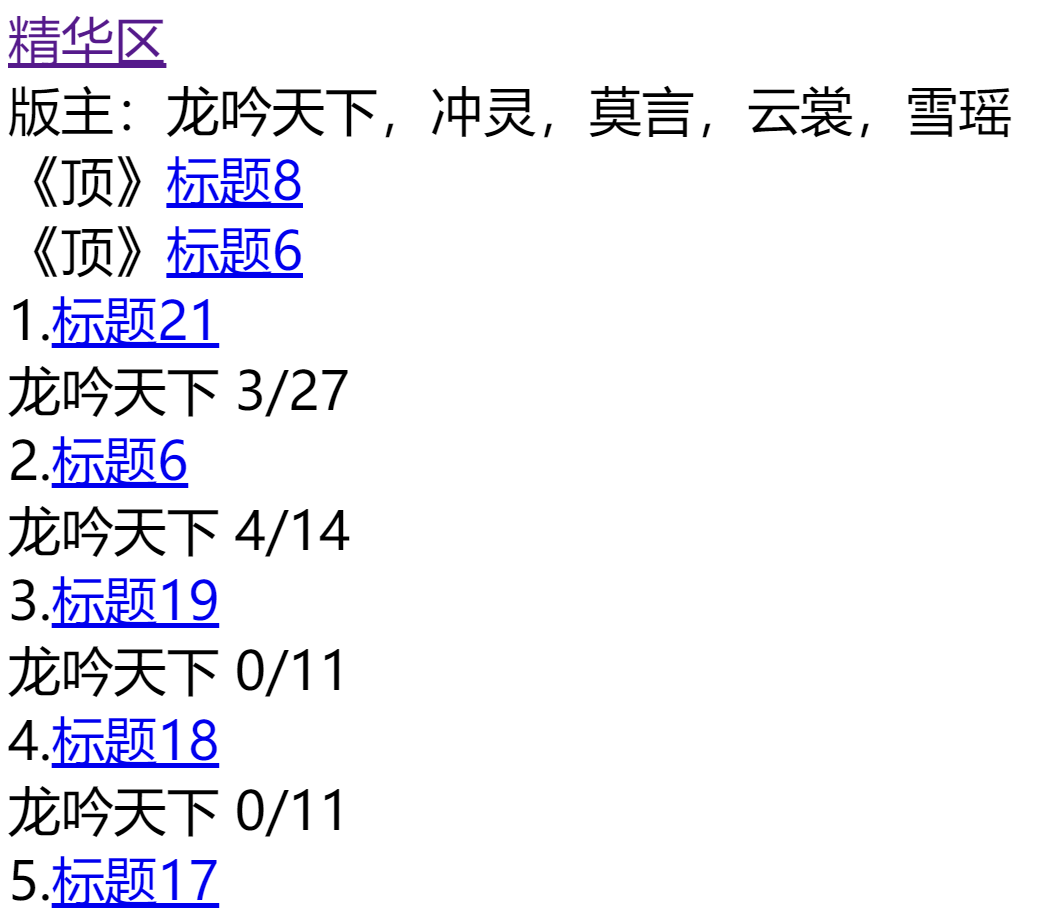 精华区
版主：龙吟天下，冲灵，莫言，云裳，雪瑶
《顶》标题8
《顶》标题6
1.标题21
龙吟天下 3/27
2.标题6
龙吟天下 4/14
3.标题19
龙吟天下 0/11
4.标题18
龙吟天下 0/11
5.标题17